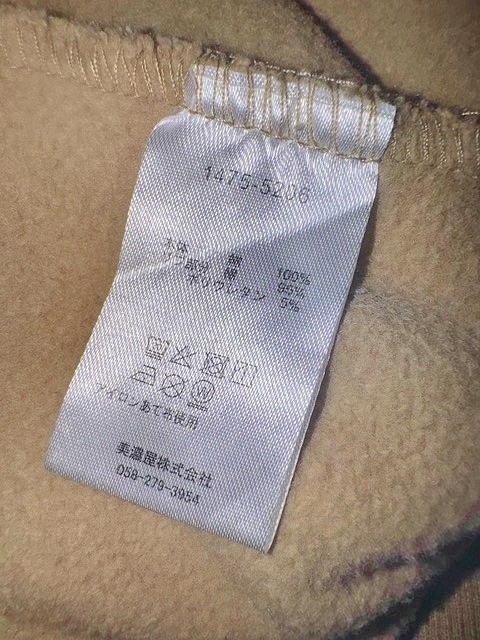 1475-5206
本体 綿 100%
リブ部分 綿 95%
ポリウレタン 5%
アイロンあて布使用
美濃屋株式会社
058-279-3954